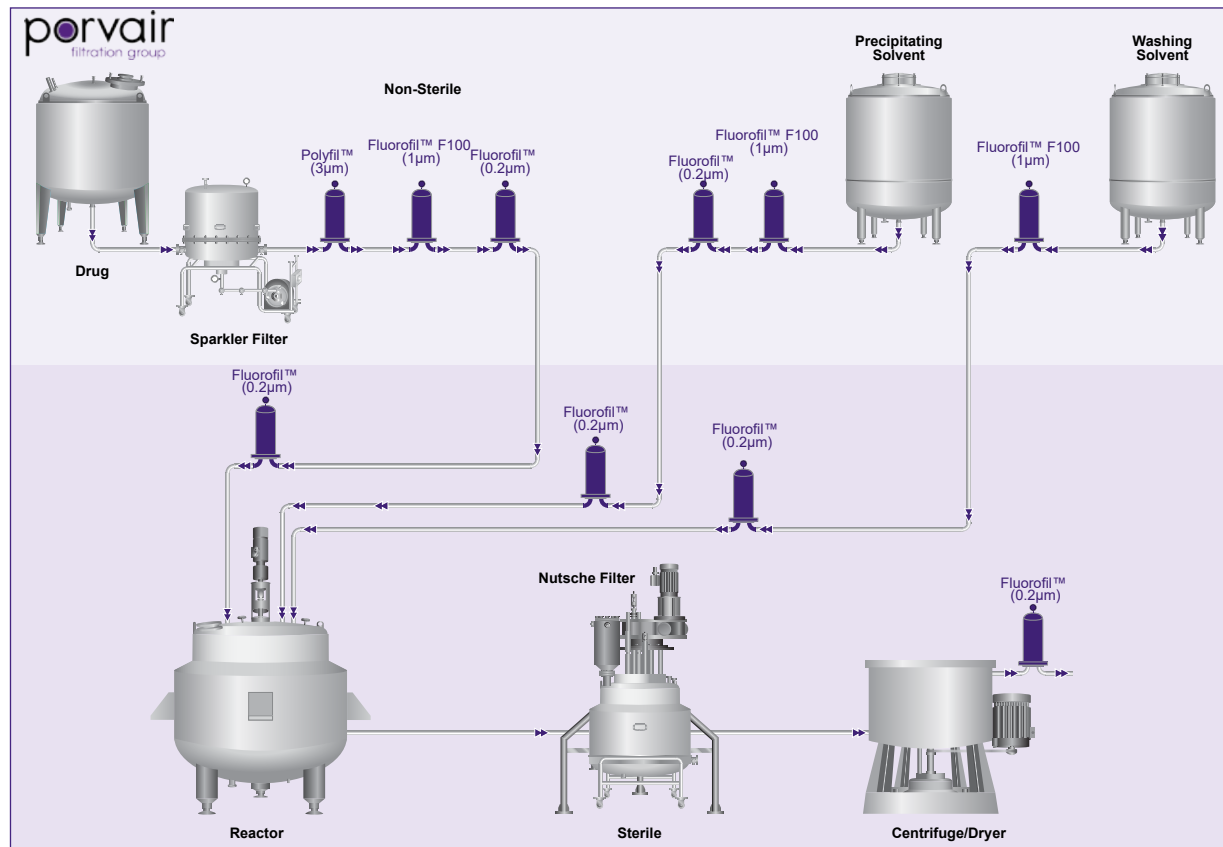 porvair
filtration group
Precipitating
Solvent
Washing
Solvent
Non-Sterile
Polyfil™
(3µm)
Fluorofil™ F100
(1µm)
Fluorofil™
(0.2µm)
Fluorofil™
(0.2µm)
Fluorofil™ F100
(1µm)
Fluorofil™ F100
(1µm)
Drug
Sparkler Filter
Fluorofil™
(0.2µm)
Fluorofil™
(0.2µm)
Fluorofil™
(0.2µm)
Nutsche Filter
Fluorofil™
(0.2µm)
Reactor
Sterile
Centrifuge/Dryer